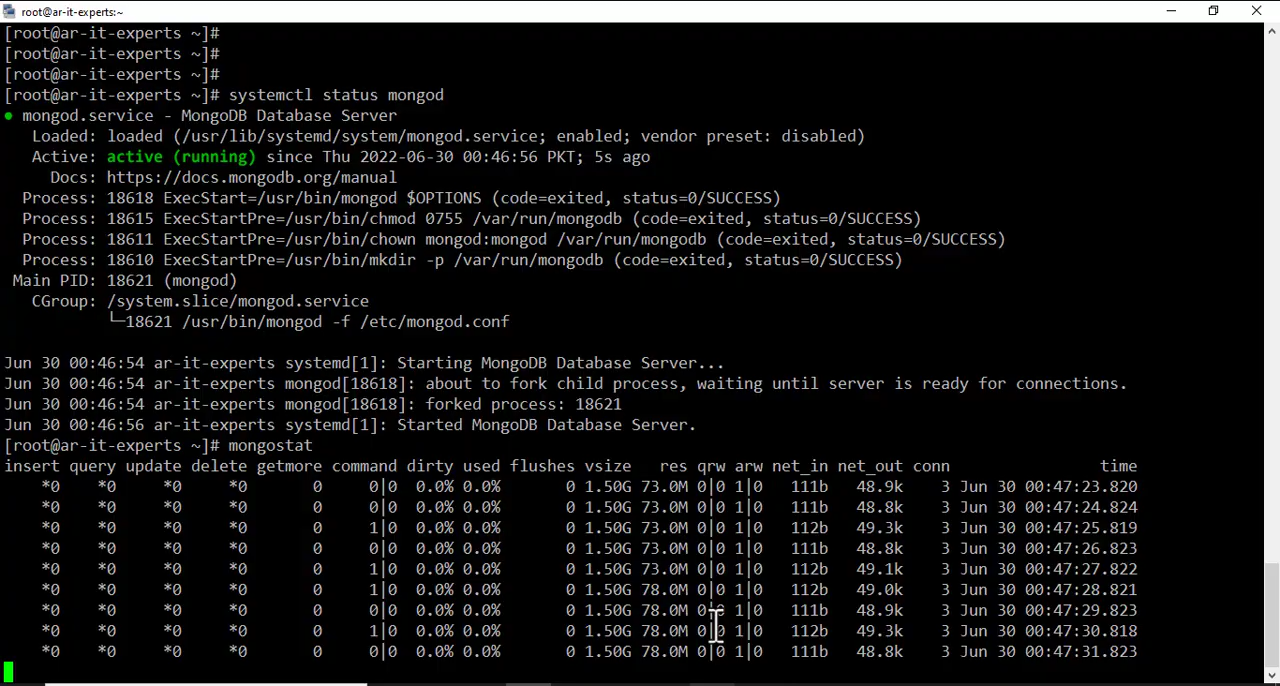 root@ar-it-experts:~
[root@ar-it-experts ~]#
[root@ar-it-experts ~]#
[root@ar-it-experts ~]#
[root@ar-it-experts ~]# systemctl status mongod
● mongod.service - MongoDB Database Server
Loaded: loaded (/usr/lib/systemd/system/mongod.service; enabled; vendor preset: disabled)
Active: active (running) since Thu 2022-06-30 00:46:56 PKT; 5s ago
Docs: https://docs.mongodb.org/manual
Process: 18618 ExecStart=/usr/bin/mongod $OPTIONS (code=exited, status=0/SUCCESS)
Process: 18615 ExecStartPre=/usr/bin/chmod 0755 /var/run/mongodb (code=exited, status=0/SUCCESS)
Process: 18611 ExecStartPre=/usr/bin/chown mongod:mongod /var/run/mongodb (code=exited, status=0/SUCCESS)
Process: 18610 ExecStartPre=/usr/bin/mkdir -p /var/run/mongodb (code=exited, status=0/SUCCESS)
Main PID: 18621 (mongod)
CGroup: /system.slice/mongod.service
└─18621 /usr/bin/mongod -f /etc/mongod.conf
Jun 30 00:46:54 ar-it-experts systemd[1]: Starting MongoDB Database Server...
Jun 30 00:46:54 ar-it-experts mongod[18618]: about to fork child process, waiting until server is ready for connections.
Jun 30 00:46:54 ar-it-experts mongod[18618]: forked process: 18621
Jun 30 00:46:56 ar-it-experts systemd[1]: Started MongoDB Database Server.
[root@ar-it-experts ~]# mongostat
insert query update delete getmore command dirty used flushes vsize res qrw arw net_in net_out conn time
*0 *0 *0 *0 0 0|0 0.0% 0.0% 0 1.50G 73.0M 0|0 1|0 111b 48.9k 3 Jun 30 00:47:23.820
*0 *0 *0 *0 0 0|0 0.0% 0.0% 0 1.50G 73.0M 0|0 1|0 111b 48.8k 3 Jun 30 00:47:24.824
*0 *0 *0 *0 0 1|0 0.0% 0.0% 0 1.50G 73.0M 0|0 1|0 112b 49.3k 3 Jun 30 00:47:25.819
*0 *0 *0 *0 0 0|0 0.0% 0.0% 0 1.50G 73.0M 0|0 1|0 111b 48.8k 3 Jun 30 00:47:26.823
*0 *0 *0 *0 0 1|0 0.0% 0.0% 0 1.50G 73.0M 0|0 1|0 112b 49.1k 3 Jun 30 00:47:27.822
*0 *0 *0 *0 0 1|0 0.0% 0.0% 0 1.50G 78.0M 0|0 1|0 112b 49.0k 3 Jun 30 00:47:28.821
*0 *0 *0 *0 0 0|0 0.0% 0.0% 0 1.50G 78.0M 0|0 1|0 111b 48.9k 3 Jun 30 00:47:29.823
*0 *0 *0 *0 0 1|0 0.0% 0.0% 0 1.50G 78.0M 0|0 1|0 112b 49.3k 3 Jun 30 00:47:30.818
*0 *0 *0 *0 0 0|0 0.0% 0.0% 0 1.50G 78.0M 0|0 1|0 111b 48.8k 3 Jun 30 00:47:31.823